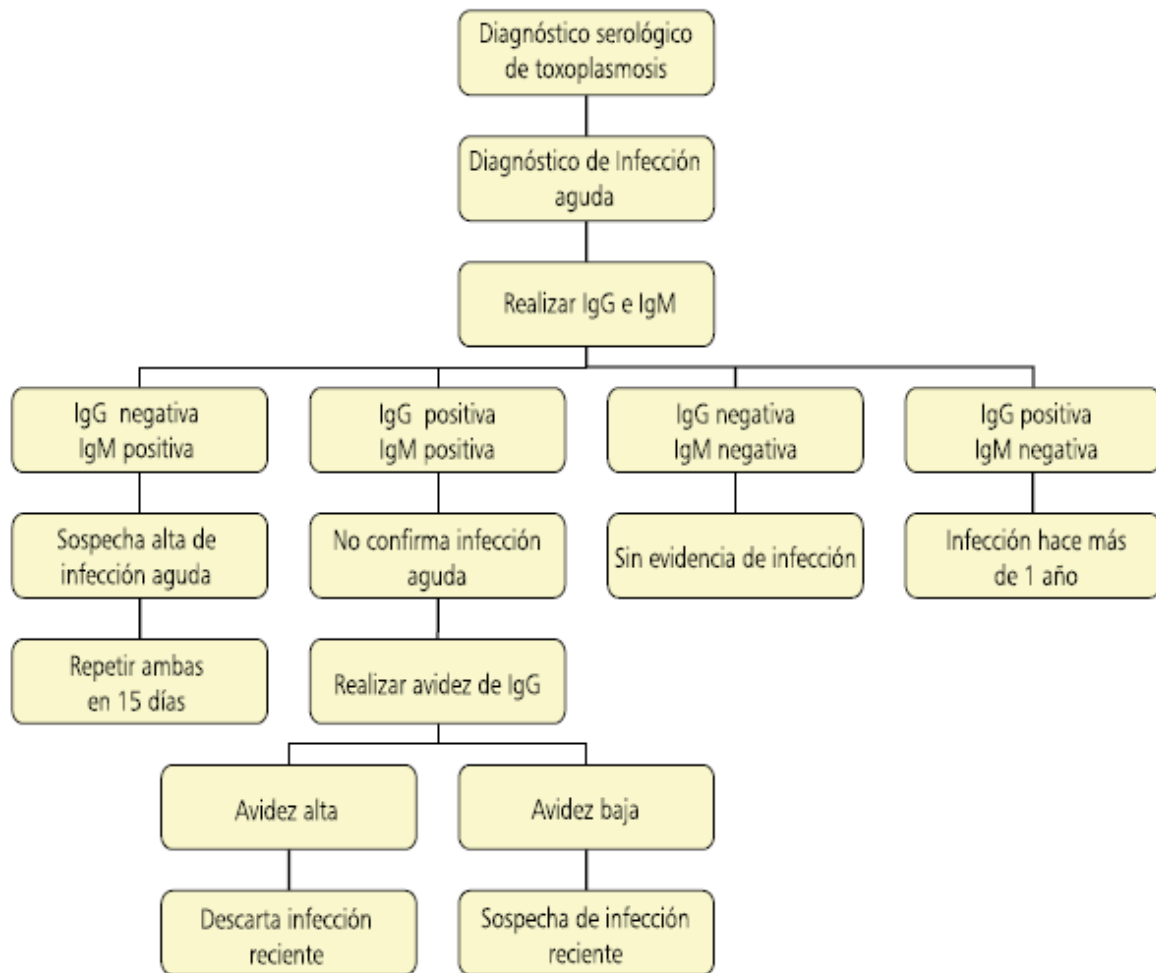 Diagnóstico serológico
de toxoplasmosis
Diagnóstico de Infección
aguda
Realizar IgG e IgM
IgG negativa
IgM positiva
IgG positiva
IgM positiva
IgG negativa
IgM negativa
IgG positiva
IgM negativa
Sospecha alta de
infección aguda
No confirma infección
aguda
Sin evidencia de infección
Infección hace más
de 1 año
Repetir ambas
en 15 días
Realizar avidez de IgG
Avidez alta
Avidez baja
Descarta infección
reciente
Sospecha de infección
reciente